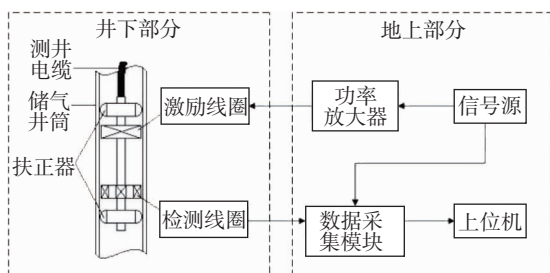 井下部分
地上部分
测井
电缆
储气
井筒
扶正器
激励线圈
检测线圈
功率
放大器
信号源
数据采
集模块
上位机